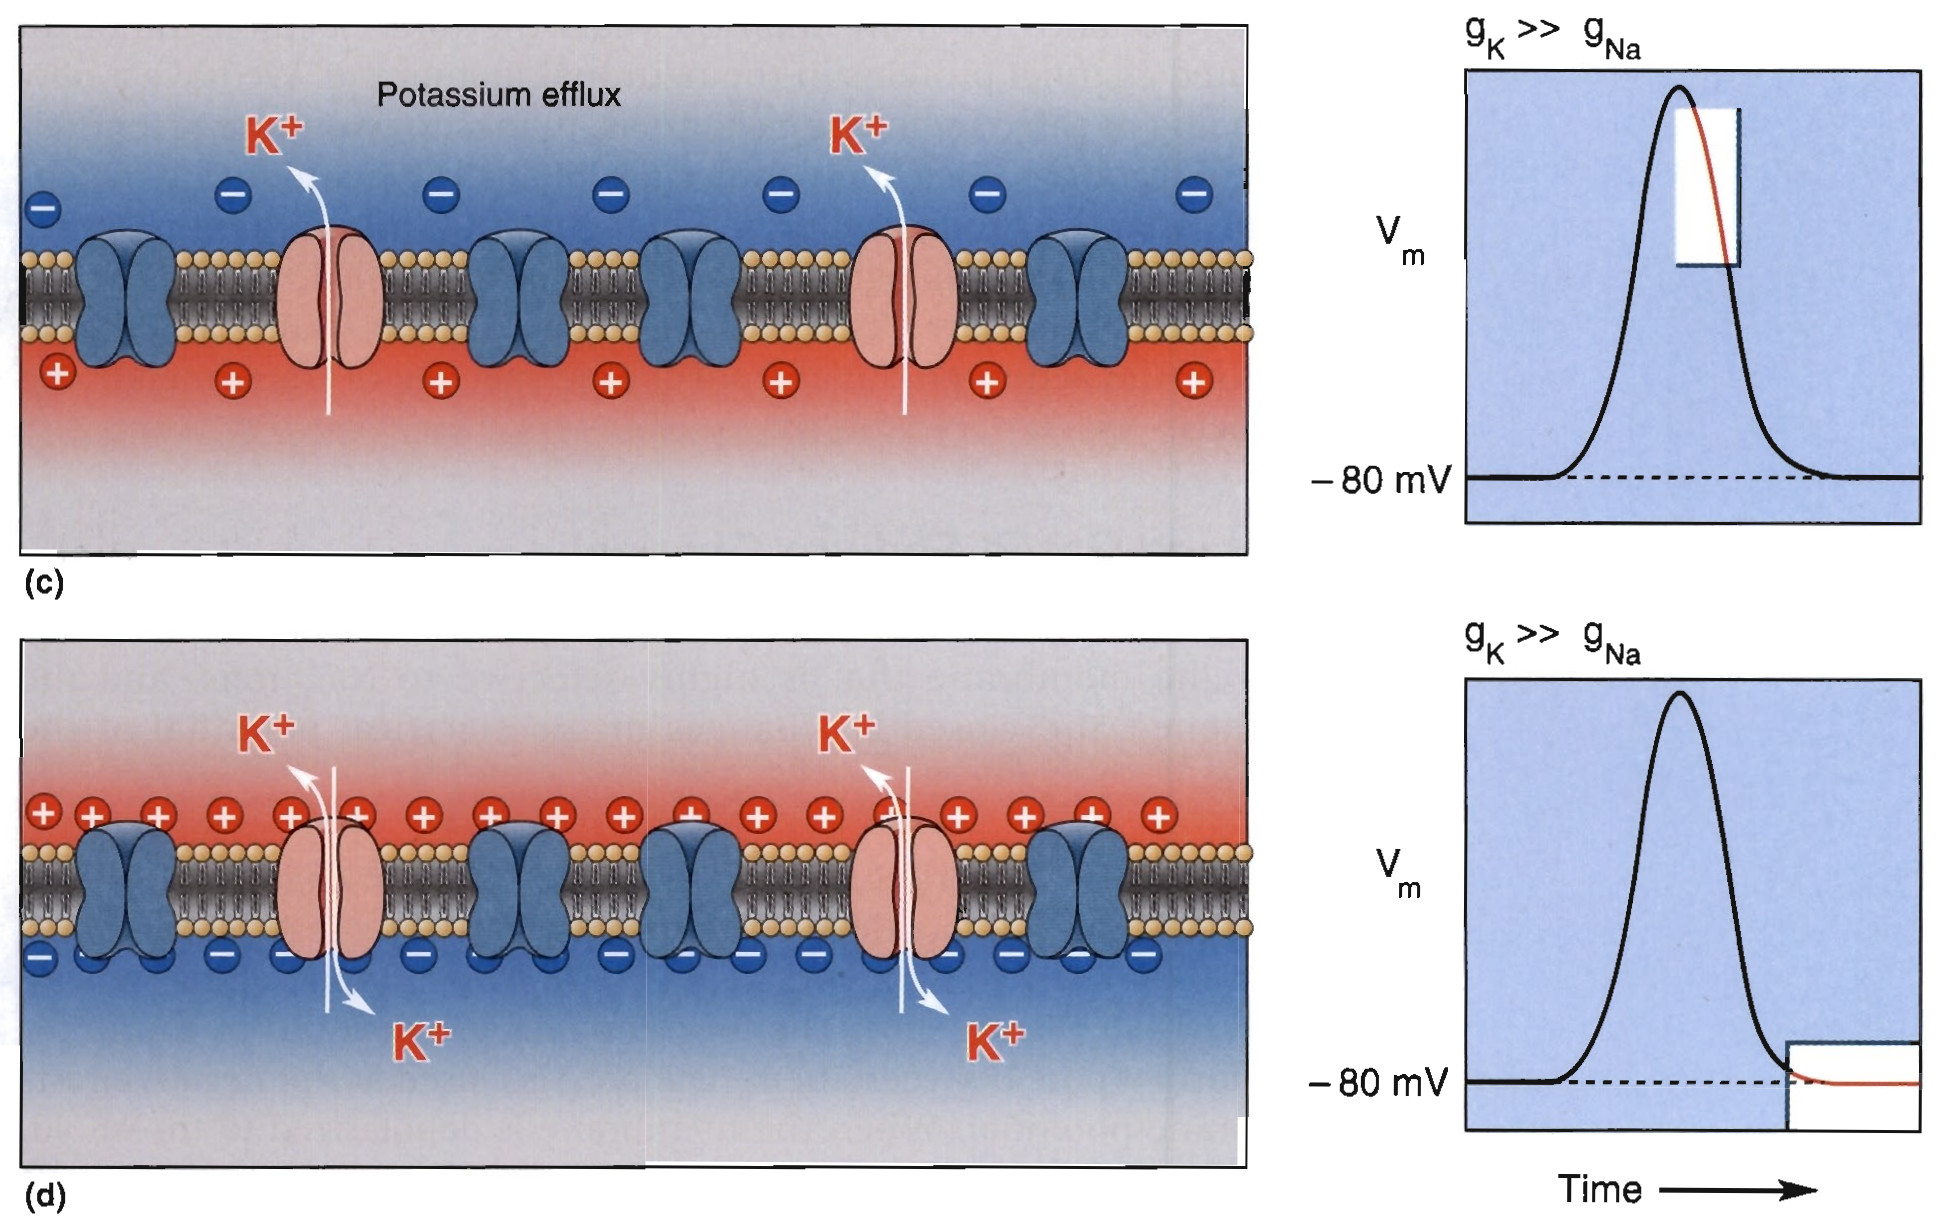 Potassium efflux
K+ K+
− − − − − − −
+ + + + + + +
(c)
gK >> gNa
Vm
−80 mV
K+ K+
+ + + + + + + + + + + + + + + + + +
− − − − − − − − − − − − − − − − − −
K+ K+
(d)
gK >> gNa
Vm
−80 mV
Time